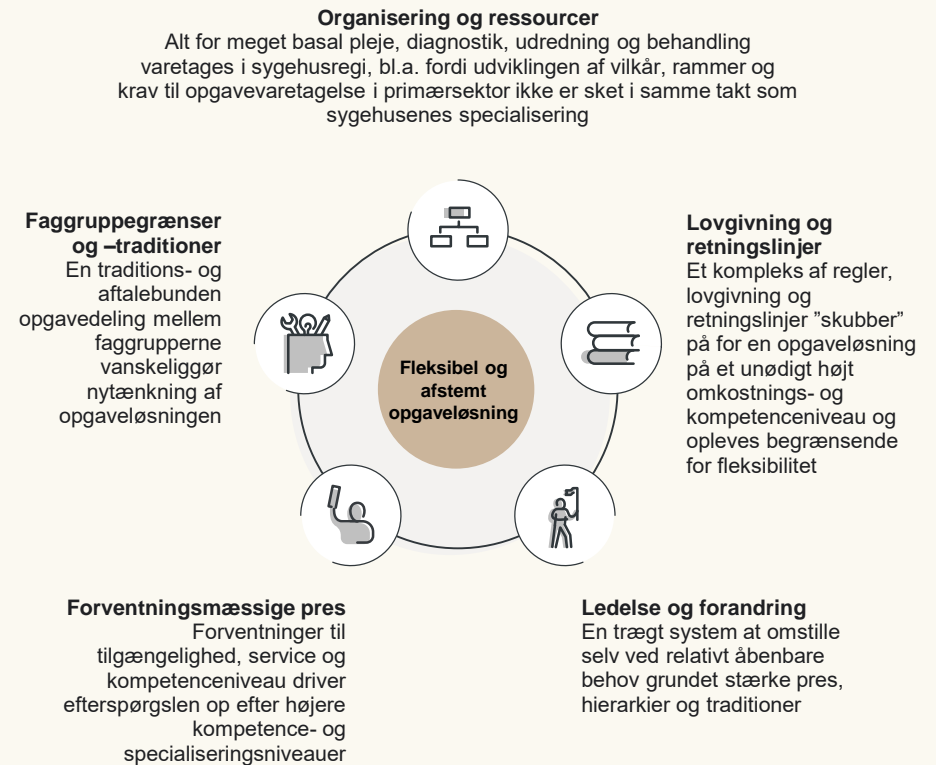 Organisering og ressourcer
Alt for meget basal pleje, diagnostik, udredning og behandling
varetages i sygehusregi, bl.a. fordi udviklingen af vilkår, rammer og
krav til opgavevaretagelse i primærsektor ikke er sket i samme takt som
sygehusenes specialisering
Faggruppegrænser
og –traditioner
En traditions- og
aftalebunden
opgavedeling mellem
faggrupperne
vanskeliggør
nytænkning af
opgaveløsningen
Fleksibel og
afstemt
opgaveløsning
Lovgivning og
retningslinjer
Et kompleks af regler,
lovgivning og
retningslinjer ”skubber”
på for en opgaveløsning
på et unødigt højt
omkostnings- og
kompetenceniveau og
opleves begrænsende
for fleksibilitet
Forventningsmæssige pres
Forventninger til
tilgængelighed, service og
kompetenceniveau driver
efterspørgslen op efter højere
kompetence- og
specialiseringsniveauer
Ledelse og forandring
En trægt system at omstille
selv ved relativt åbenbare
behov grundet stærke pres,
hierarkier og traditioner